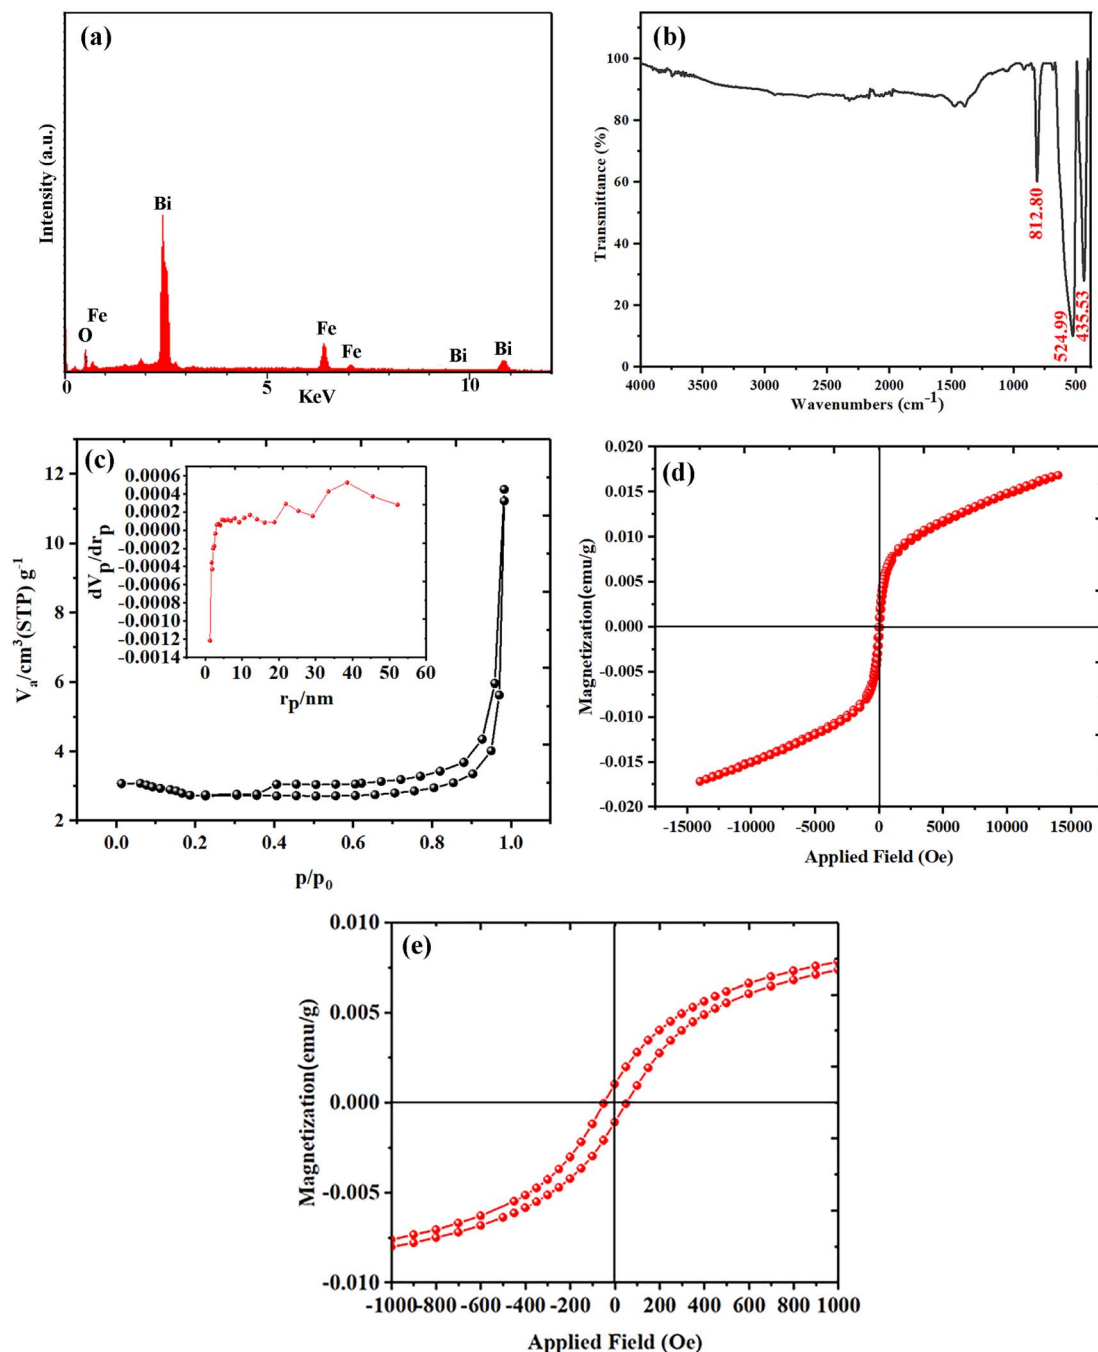 (a)
Intensity (a.u.)
Bi
Fe
O
Fe
Fe
Bi
Bi
0 5 10
KeV
(b)
Transmittance (%)
100
80
60
40
20
0
812.80
524.99
435.53
4000 3500 3000 2500 2000 1500 1000 500
Wavenumbers (cm-1)
(c)
Va/cm3(STP) g-1
12
10
8
6
4
2
0.0 0.2 0.4 0.6 0.8 1.0
p/p0
dVp/drp
0.0006
0.0004
0.0002
0.0000
-0.0002
-0.0004
-0.0006
-0.0008
-0.0010
-0.0012
-0.0014
0 10 20 30 40 50 60
rp/nm
(d)
Magnetization(emu/g)
0.020
0.015
0.010
0.005
0.000
-0.005
-0.010
-0.015
-0.020
-15000 -10000 -5000 0 5000 10000 15000
Applied Field (Oe)
(e)
Magnetization(emu/g)
0.010
0.005
0.000
-0.005
-0.010
-1000 -800 -600 -400 -200 0 200 400 600 800 1000
Applied Field (Oe)